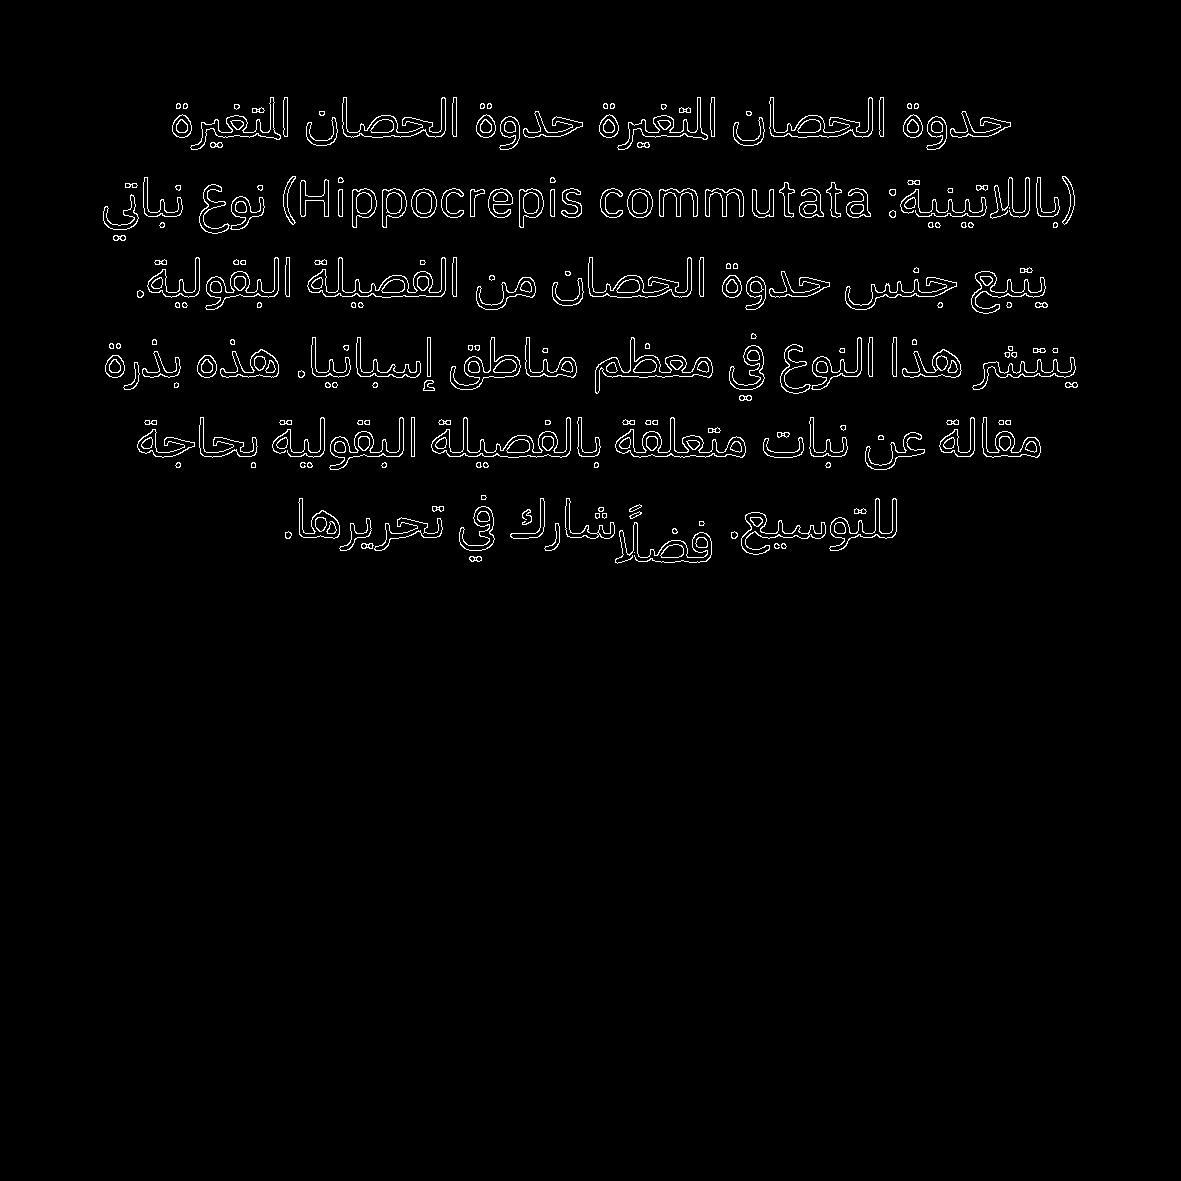 حدوة الحصان المتغيرة حدوة الحصان المتغيرة
(باللاتينية: Hippocrepis commutata) نوع نباتي
يتبع جنس حدوة الحصان من الفصيلة البقولية.
ينتشر هذا النوع في معظم مناطق إسبانيا. هذه بذرة
مقالة عن نبات متعلقة بالفصيلة البقولية بحاجة
للتوسيع. فضلًا شارك في تحريرها.